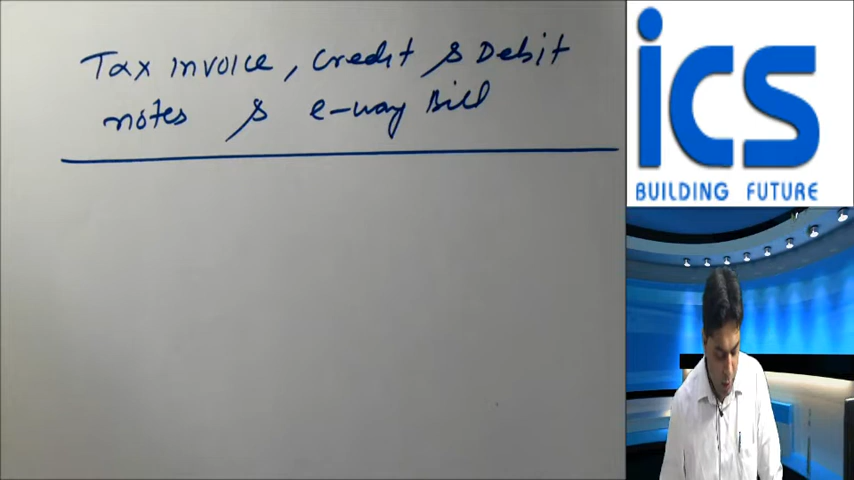 Tax invoice, Credit & Debit
notes & e-way Bill
ICS
BUILDING FUTURE